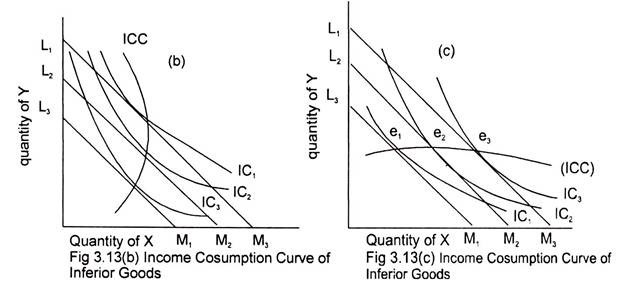 ICC
(b)
L₁
L₂
L₃
quantity of Y
IC₁
IC₂
IC₃
Quantity of X M₁ M₂ M₃
Fig 3.13(b) Income Cosumption Curve of
Inferior Goods
(c)
L₁
L₂
L₃
quantity of Y
e₁
e₂
e₃
(ICC)
IC₃
IC₁ IC₂
Quantity of X M₁ M₂ M₃
Fig 3.13(c) Income Cosumption Curve of
Inferior Goods